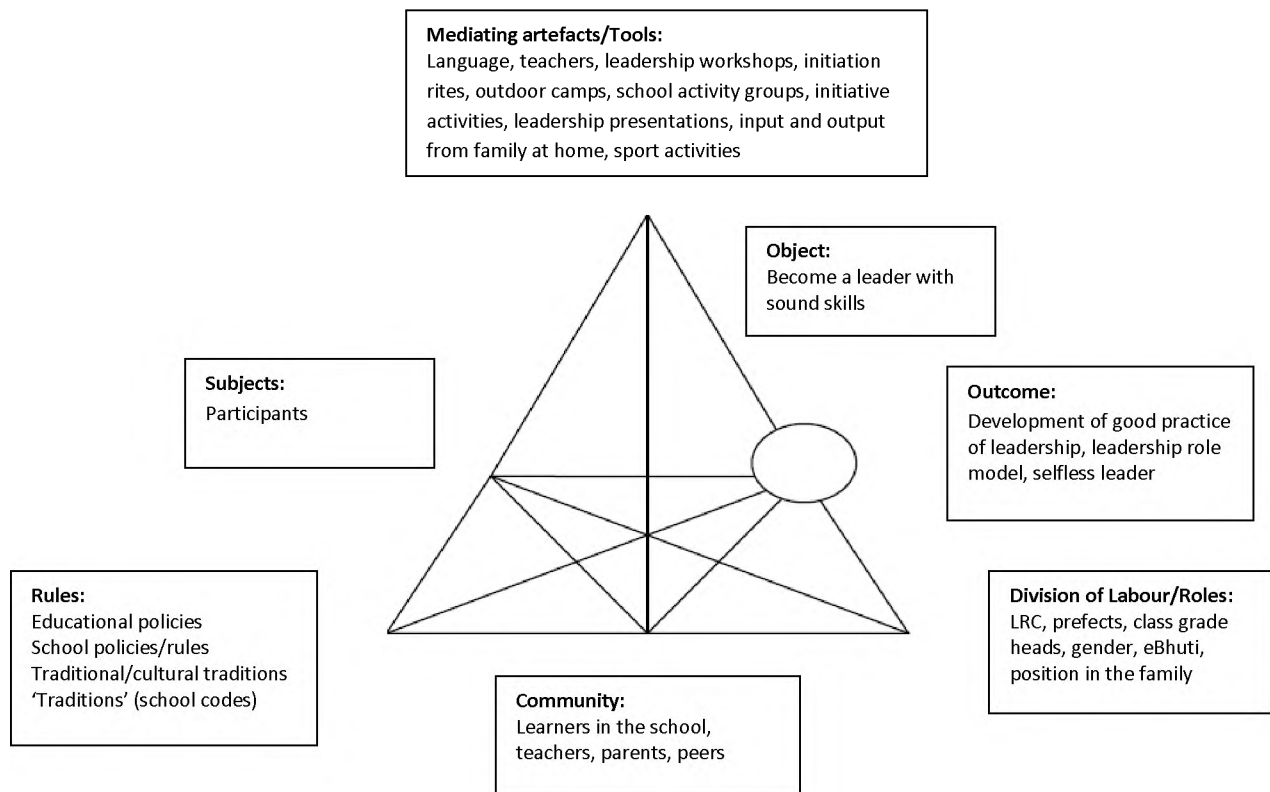 Mediating artefacts/Tools:
Language, teachers, leadership workshops, initiation
rites, outdoor camps, school activity groups, initiative
activities, leadership presentations, input and output
from family at home, sport activities
Object:
Become a leader with
sound skills
Subjects:
Participants
Outcome:
Development of good practice
of leadership, leadership role
model, selfless leader
Rules:
Educational policies
School policies/rules
Traditional/cultural traditions
‘Traditions’ (school codes)
Community:
Learners in the school,
teachers, parents, peers
Division of Labour/Roles:
LRC, prefects, class grade
heads, gender, eBhuti,
position in the family